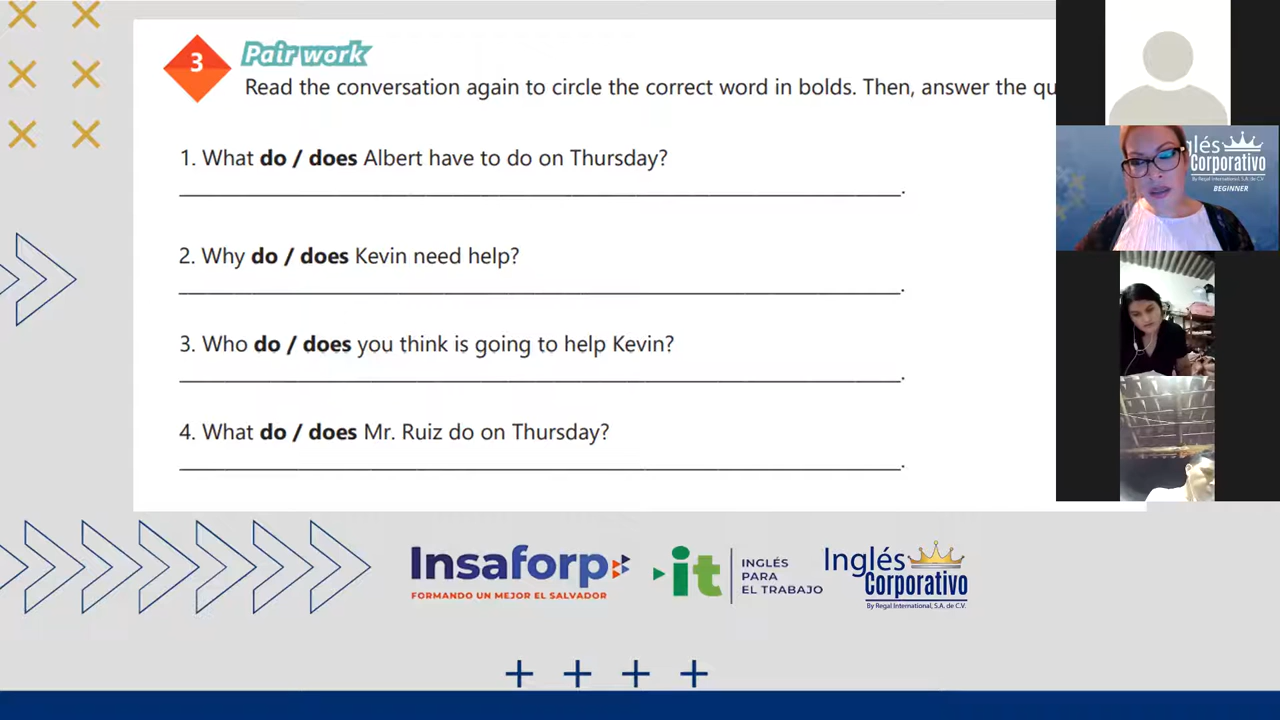 3
Pair work
Read the conversation again to circle the correct word in bolds. Then, answer the qu
1. What do / does Albert have to do on Thursday?
2. Why do / does Kevin need help?
3. Who do / does you think is going to help Kevin?
4. What do / does Mr. Ruiz do on Thursday?
glés
Corporativo
By Regal International, S.A. de C.V.
BEGINNER
Insaforp
FORMANDO UN MEJOR EL SALVADOR
it
INGLÉS
PARA
EL TRABAJO
Inglés
Corporativo
By Regal International, S.A. de C.V.